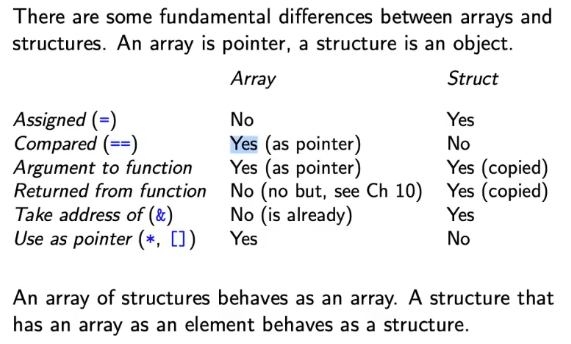 There are some fundamental differences between arrays and
structures. An array is pointer, a structure is an object.
Array Struct
Assigned (=) No Yes
Compared (==) Yes (as pointer) No
Argument to function Yes (as pointer) Yes (copied)
Returned from function No (no but, see Ch 10) Yes (copied)
Take address of (&) No (is already) Yes
Use as pointer (*, []) Yes No
An array of structures behaves as an array. A structure that
has an array as an element behaves as a structure.